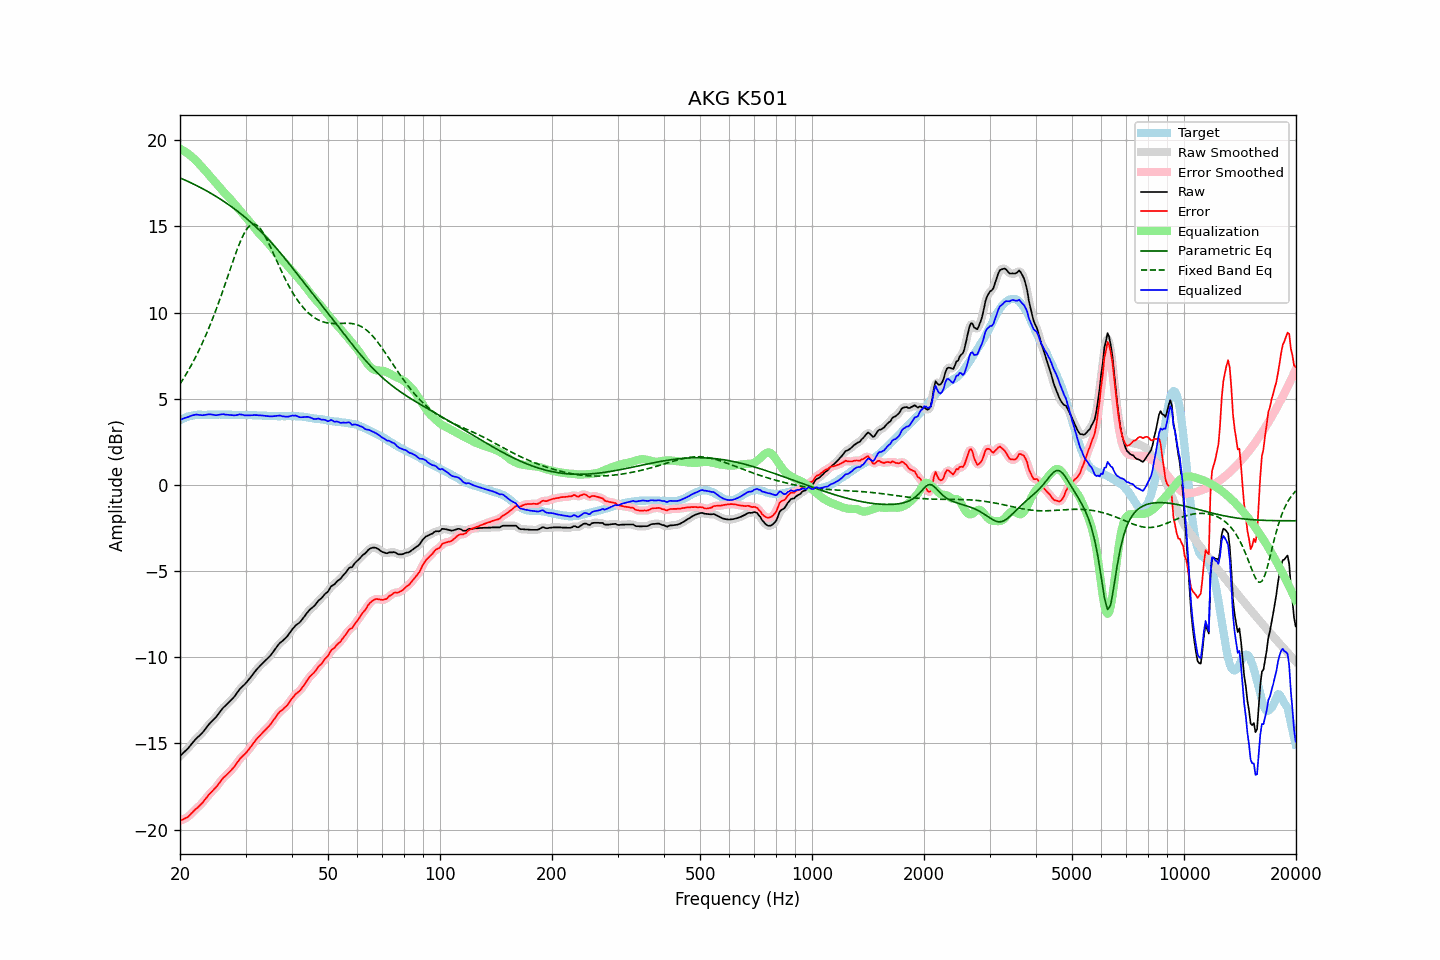 AKG K501
Amplitude (dBr)
20
15
10
5
0
−5
−10
−15
−20
Target
Raw Smoothed
Error Smoothed
Raw
Error
Equalization
Parametric Eq
Fixed Band Eq
Equalized
20 50 100 200 500 1000 2000 5000 10000 20000
Frequency (Hz)